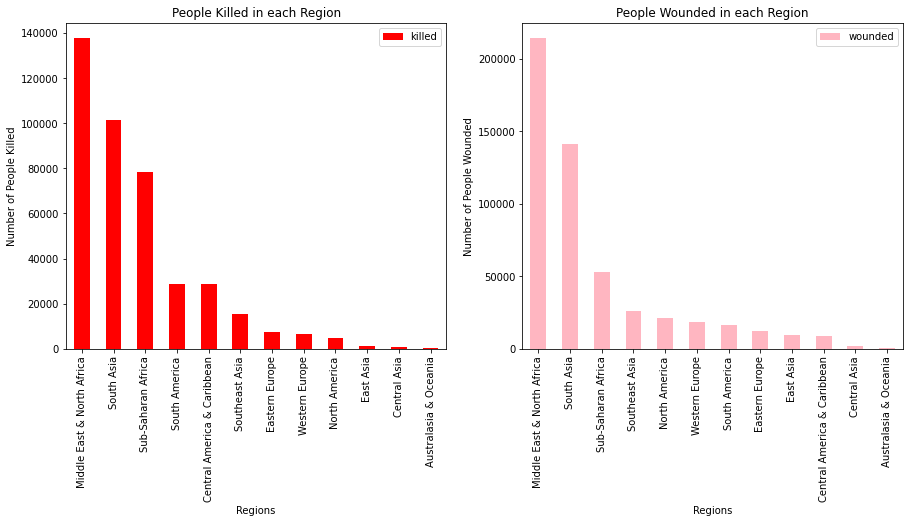 People Killed in each Region
killed
Number of People Killed
140000
120000
100000
80000
60000
40000
20000
0
Middle East & North Africa
South Asia
Sub-Saharan Africa
South America
Central America & Caribbean
Southeast Asia
Eastern Europe
Western Europe
North America
East Asia
Central Asia
Australasia & Oceania
Regions
People Wounded in each Region
wounded
Number of People Wounded
200000
150000
100000
50000
0
Middle East & North Africa
South Asia
Sub-Saharan Africa
Southeast Asia
North America
Western Europe
South America
Eastern Europe
East Asia
Central America & Caribbean
Central Asia
Australasia & Oceania
Regions